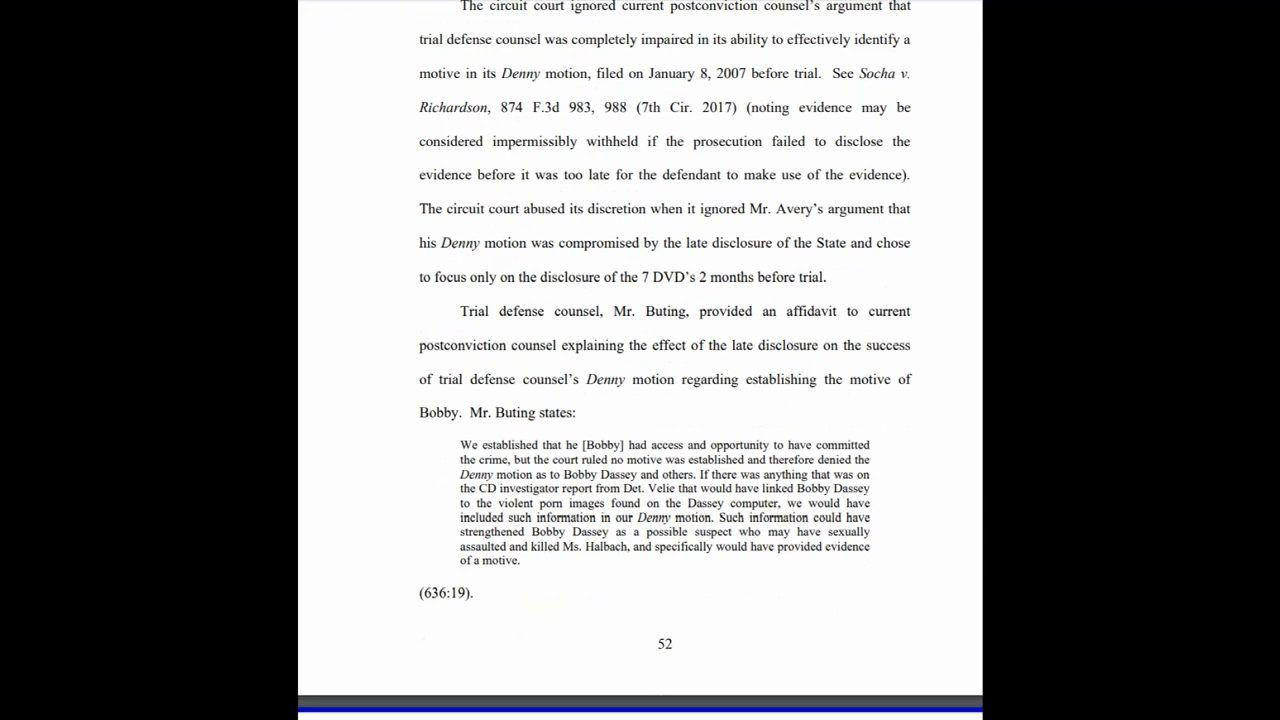 The circuit court ignored current postconviction counsel's argument that
trial defense counsel was completely impaired in its ability to effectively identify a
motive in its Denny motion, filed on January 8, 2007 before trial. See Socha v.
Richardson, 874 F.3d 983, 988 (7th Cir. 2017) (noting evidence may be
considered impermissibly withheld if the prosecution failed to disclose the
evidence before it was too late for the defendant to make use of the evidence).
The circuit court abused its discretion when it ignored Mr. Avery's argument that
his Denny motion was compromised by the late disclosure of the State and chose
to focus only on the disclosure of the 7 DVD's 2 months before trial.
Trial defense counsel, Mr. Buting, provided an affidavit to current
postconviction counsel explaining the effect of the late disclosure on the success
of trial defense counsel's Denny motion regarding establishing the motive of
Bobby. Mr. Buting states:
We established that he [Bobby] had access and opportunity to have committed
the crime, but the court ruled no motive was established and therefore denied the
Denny motion as to Bobby Dassey and others. If there was anything that was on
the CD investigator report from Det. Velie that would have linked Bobby Dassey
to the violent porn images found on the Dassey computer, we would have
included such information in our Denny motion. Such information could have
strengthened Bobby Dassey as a possible suspect who may have sexually
assaulted and killed Ms. Halbach, and specifically would have provided evidence
of a motive.
(636:19).
52